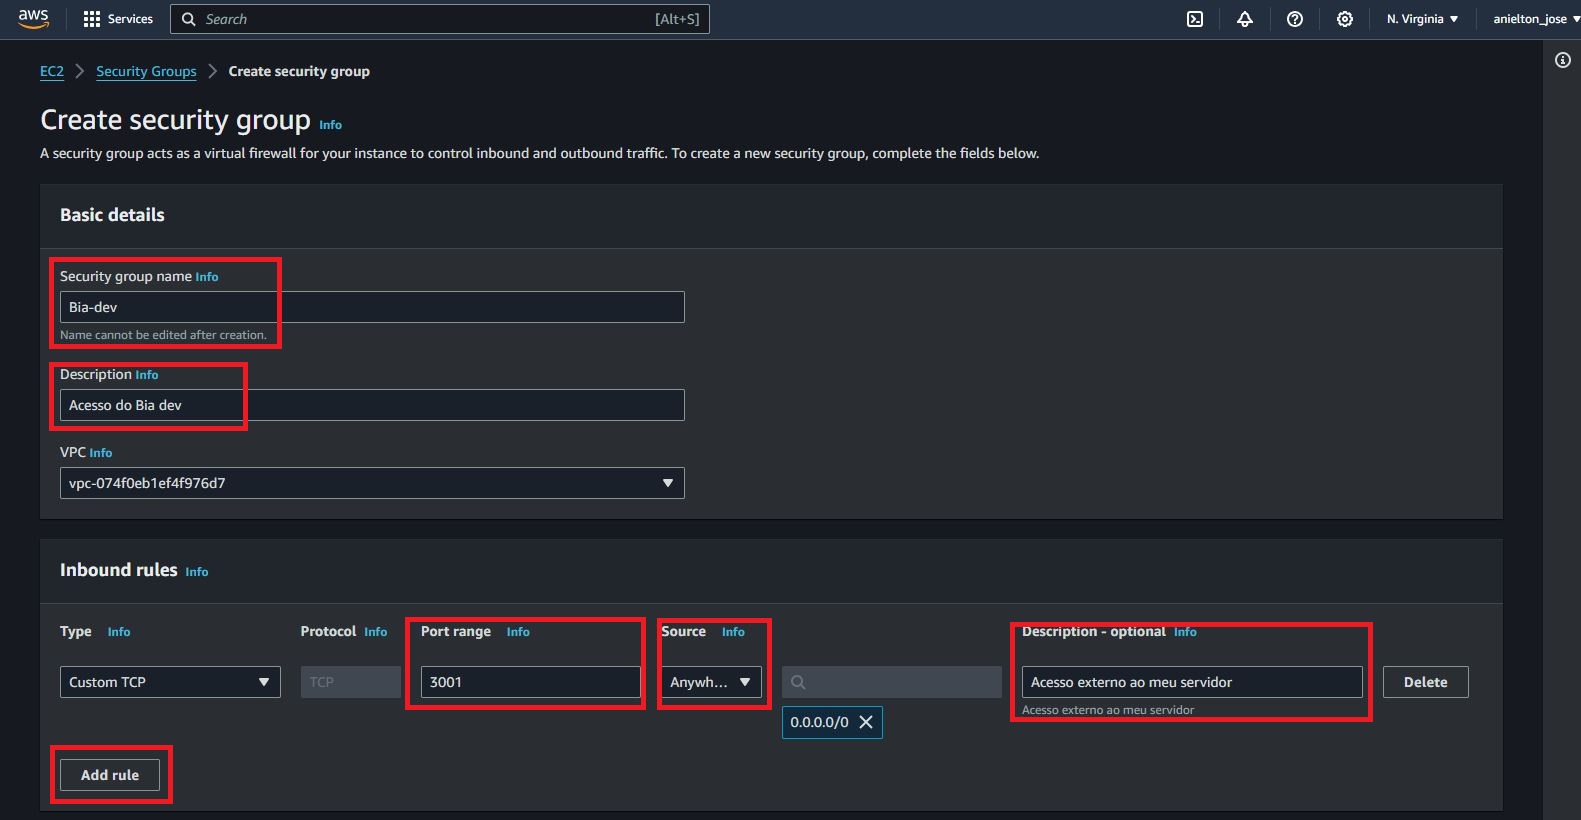 aws Services Search [Alt+S] N. Virginia anielton_jose
EC2 Security Groups Create security group
Create security group Info
A security group acts as a virtual firewall for your instance to control inbound and outbound traffic. To create a new security group, complete the fields below.
Basic details
Security group name Info
Bia-dev
Name cannot be edited after creation.
Description Info
Acesso do Bia dev
VPC Info
vpc-074f0eb1ef4f976d7
Inbound rules Info
Type Info Protocol Info Port range Info Source Info Description - optional Info
Custom TCP TCP 3001 Anywh... Acesso externo ao meu servidor Delete
Acesso externo ao meu servidor
0.0.0.0/0
Add rule